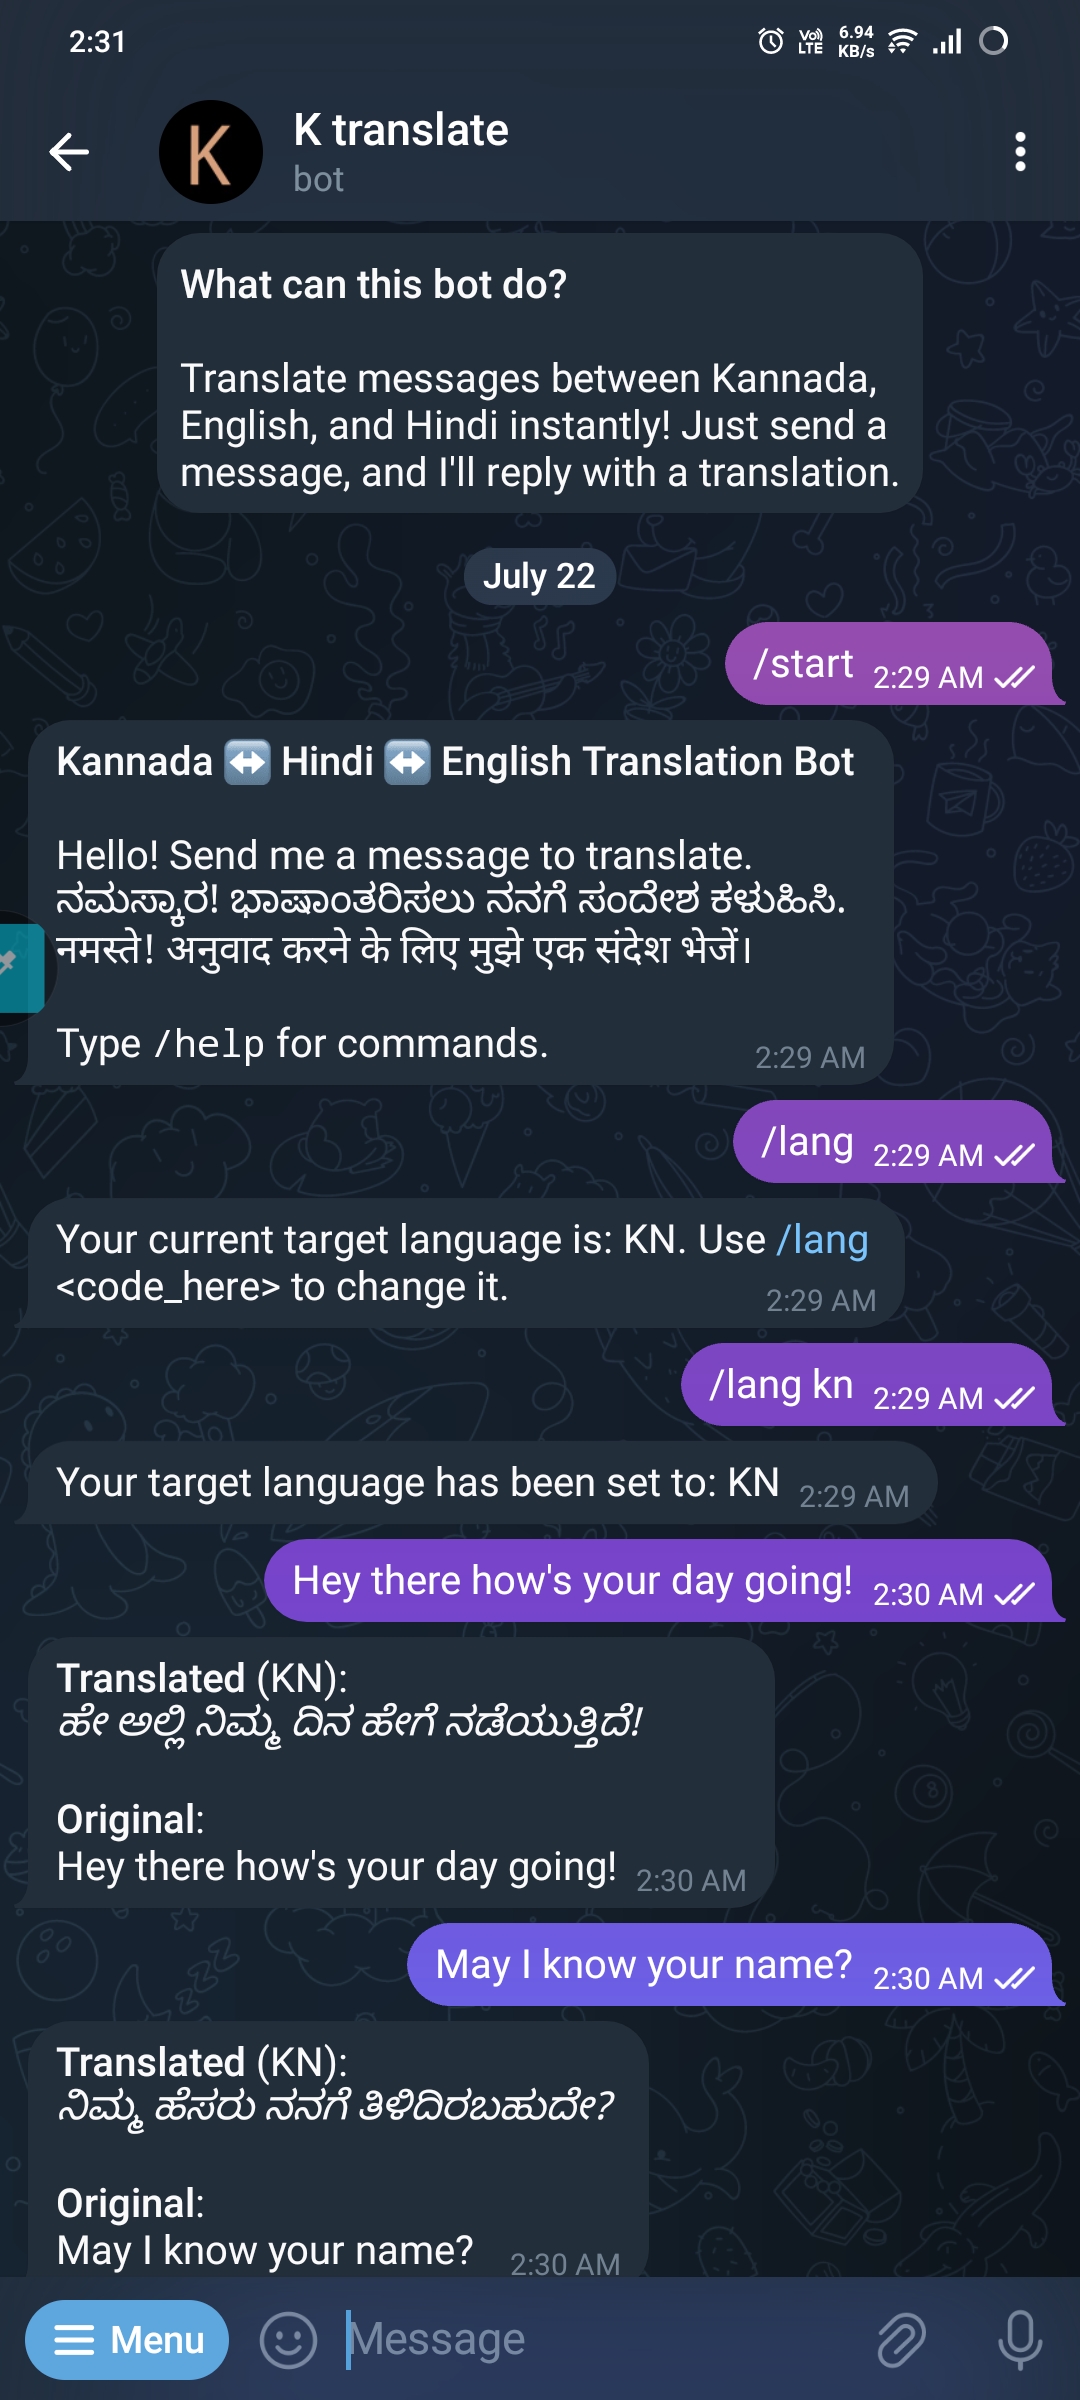 2:31
Vo)) LTE
6.94 KB/s
K
K translate
bot
What can this bot do?
Translate messages between Kannada,
English, and Hindi instantly! Just send a
message, and I'll reply with a translation.
July 22
/start 2:29 AM
Kannada ↔️ Hindi ↔️ English Translation Bot
Hello! Send me a message to translate.
ನಮಸ್ಕಾರ! ಭಾಷಾಂತರಿಸಲು ನನಗೆ ಸಂದೇಶ ಕಳುಹಿಸಿ.
नमस्ते! अनुवाद करने के लिए मुझे एक संदेश भेजें।
Type /help for commands.
2:29 AM
/lang 2:29 AM
Your current target language is: KN. Use /lang
<code_here> to change it.
2:29 AM
/lang kn 2:29 AM
Your target language has been set to: KN 2:29 AM
Hey there how's your day going! 2:30 AM
Translated (KN):
ಹೇ ಅಲ್ಲಿ ನಿಮ್ಮ ದಿನ ಹೇಗೆ ನಡೆಯುತ್ತಿದೆ!
Original:
Hey there how's your day going! 2:30 AM
May I know your name? 2:30 AM
Translated (KN):
ನಿಮ್ಮ ಹೆಸರು ನನಗೆ ತಿಳಿದಿರಬಹುದೇ?
Original:
May I know your name? 2:30 AM
Menu
Message